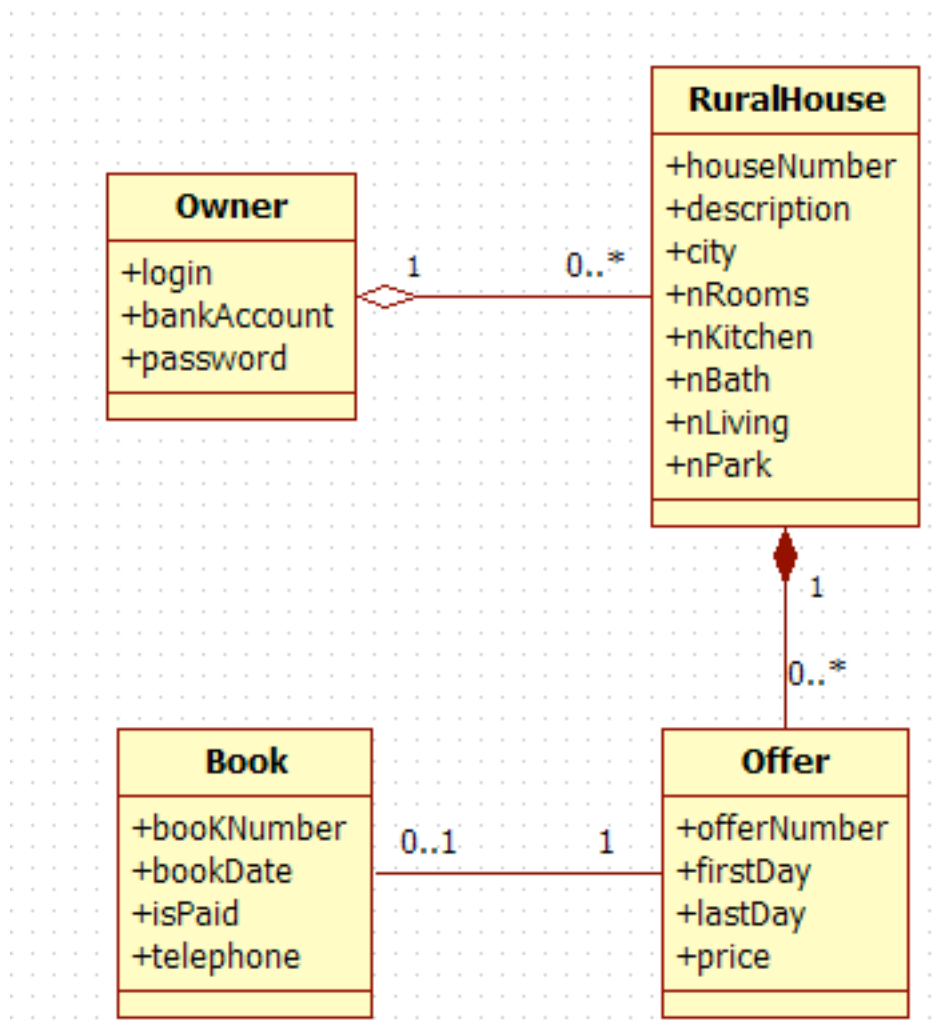 Owner
+login
+bankAccount
+password
1
0..*
RuralHouse
+houseNumber
+description
+city
+nRooms
+nKitchen
+nBath
+nLiving
+nPark
1
0..*
Book
+booKNumber
+bookDate
+isPaid
+telephone
0..1
1
Offer
+offerNumber
+firstDay
+lastDay
+price